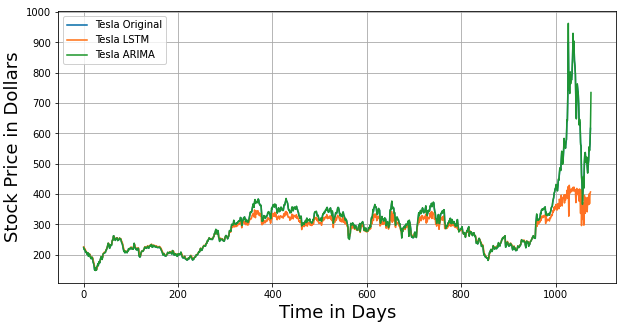 Tesla Original
Tesla LSTM
Tesla ARIMA
Stock Price in Dollars
1000
900
800
700
600
500
400
300
200
0 200 400 600 800 1000
Time in Days